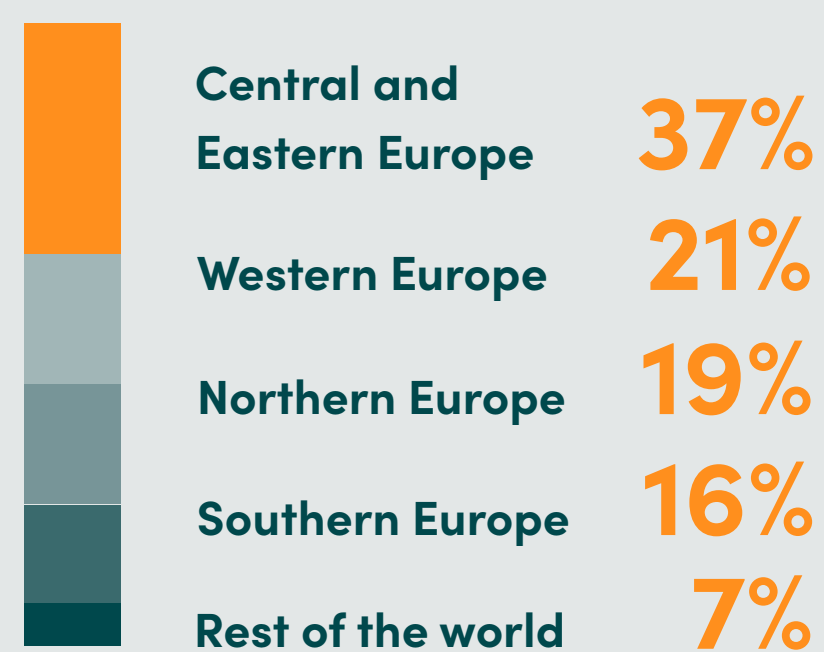 Central and
Eastern Europe 37%
Western Europe 21%
Northern Europe 19%
Southern Europe 16%
Rest of the world 7%